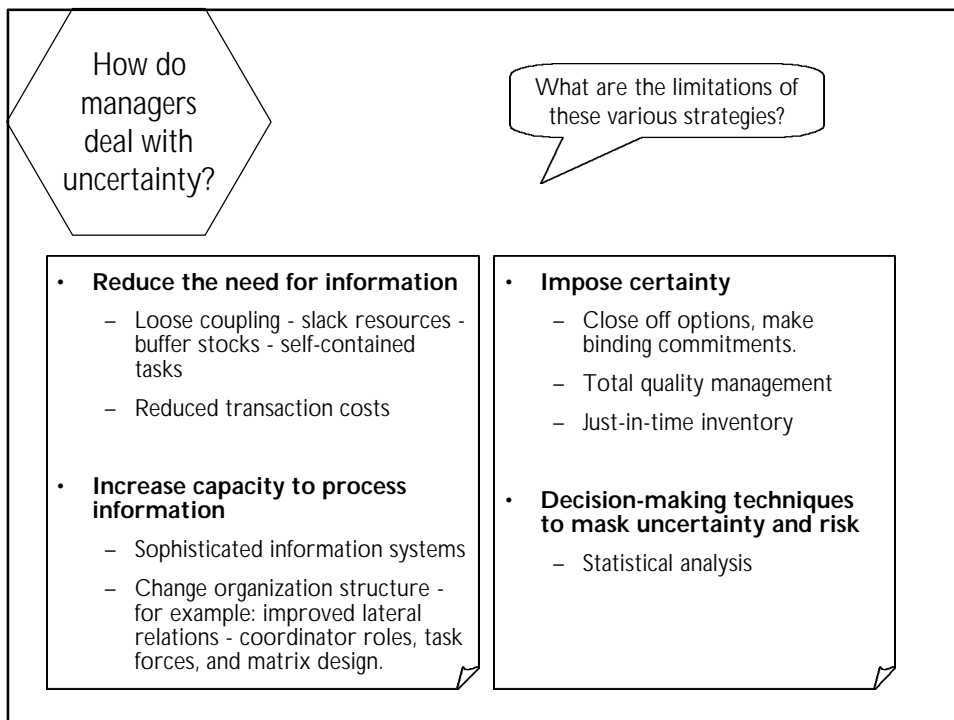 How do
managers
deal with
uncertainty?
What are the limitations of
these various strategies?
• Reduce the need for information
– Loose coupling - slack resources -
buffer stocks - self-contained
tasks
– Reduced transaction costs
• Increase capacity to process
information
– Sophisticated information systems
– Change organization structure -
for example: improved lateral
relations - coordinator roles, task
forces, and matrix design.
• Impose certainty
– Close off options, make
binding commitments.
– Total quality management
– Just-in-time inventory
• Decision-making techniques
to mask uncertainty and risk
– Statistical analysis